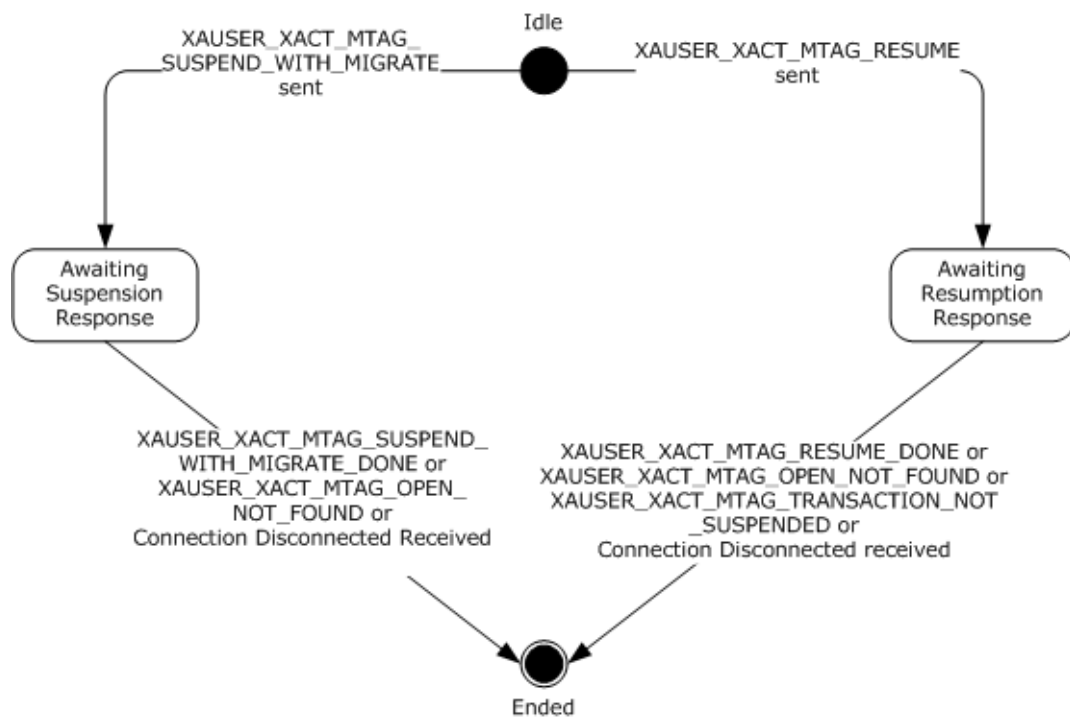 Idle
XAUSER_XACT_MTAG_
SUSPEND_WITH_MIGRATE
sent
XAUSER_XACT_MTAG_RESUME
sent
Awaiting
Suspension
Response
Awaiting
Resumption
Response
XAUSER_XACT_MTAG_SUSPEND_
WITH_MIGRATE_DONE or
XAUSER_XACT_MTAG_OPEN_
NOT_FOUND or
Connection Disconnected Received
XAUSER_XACT_MTAG_RESUME_DONE or
XAUSER_XACT_MTAG_OPEN_NOT_FOUND or
XAUSER_XACT_MTAG_TRANSACTION_NOT
_SUSPENDED or
Connection Disconnected received
Ended